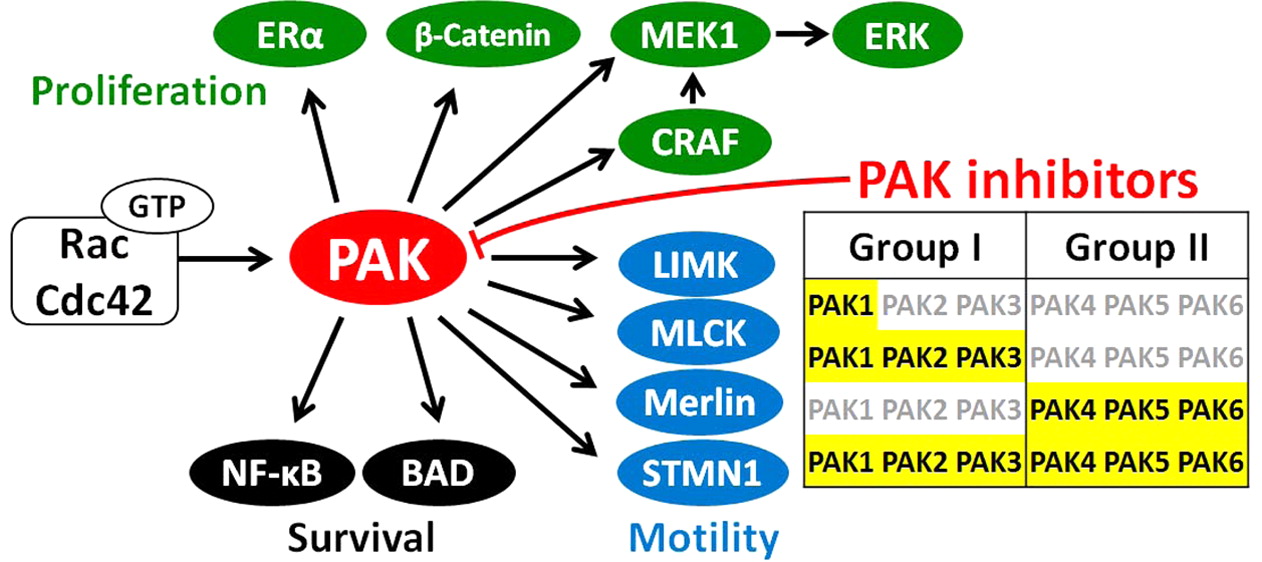 ERα
β-Catenin
MEK1
ERK
Proliferation
CRAF
GTP
Rac
Cdc42
PAK
PAK inhibitors
Group I Group II
PAK1 PAK2 PAK3 PAK4 PAK5 PAK6
PAK1 PAK2 PAK3 PAK4 PAK5 PAK6
PAK1 PAK2 PAK3 PAK4 PAK5 PAK6
PAK1 PAK2 PAK3 PAK4 PAK5 PAK6
LIMK
MLCK
Merlin
STMN1
NF-κB
BAD
Survival
Motility